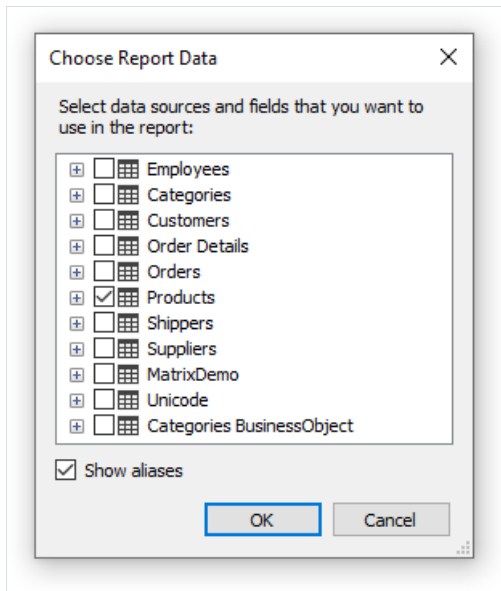 Choose Report Data
Select data sources and fields that you want to
use in the report:
Employees
Categories
Customers
Order Details
Orders
Products
Shippers
Suppliers
MatrixDemo
Unicode
Categories BusinessObject
Show aliases
OK
Cancel